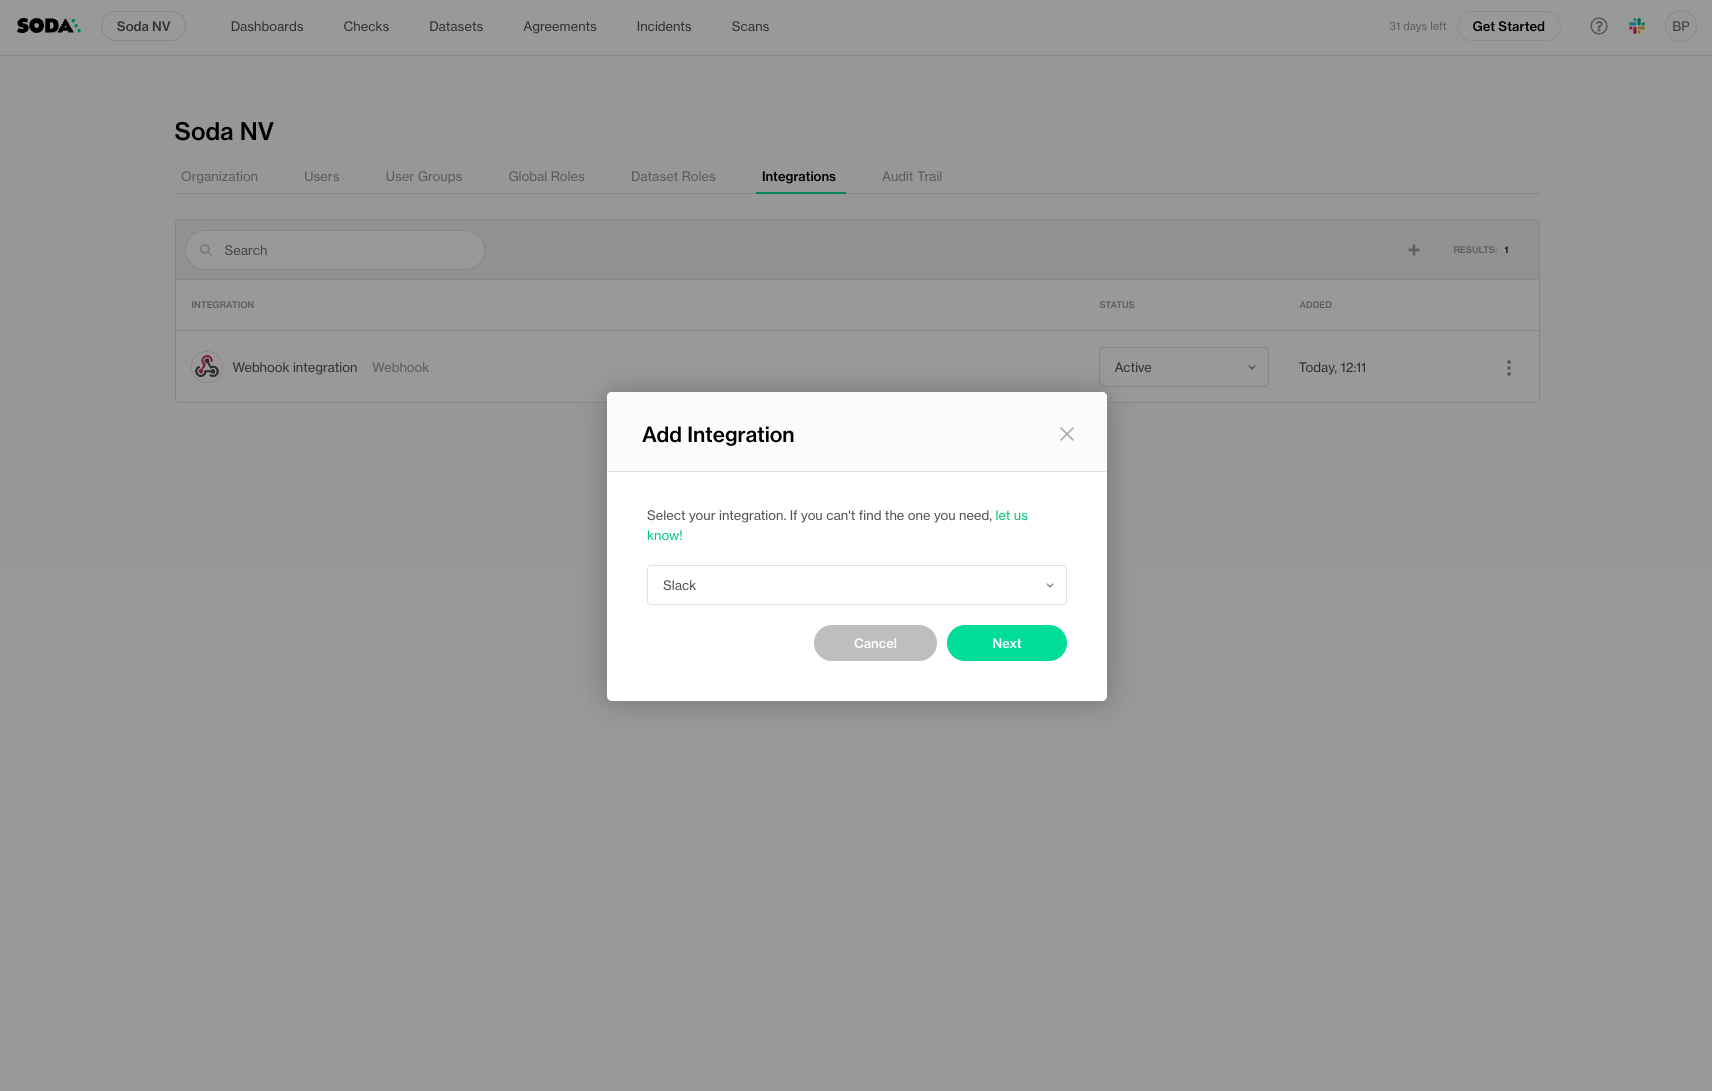 SODA Soda NV Dashboards Checks Datasets Agreements Incidents Scans 31 days left Get Started BP
Soda NV
Organization Users User Groups Global Roles Dataset Roles Integrations Audit Trail
Search RESULTS: 1
INTEGRATION STATUS ADDED
Webhook integration Webhook Active Today, 12:11
Add Integration
Select your integration. If you can't find the one you need, let us
know!
Slack
Cancel Next